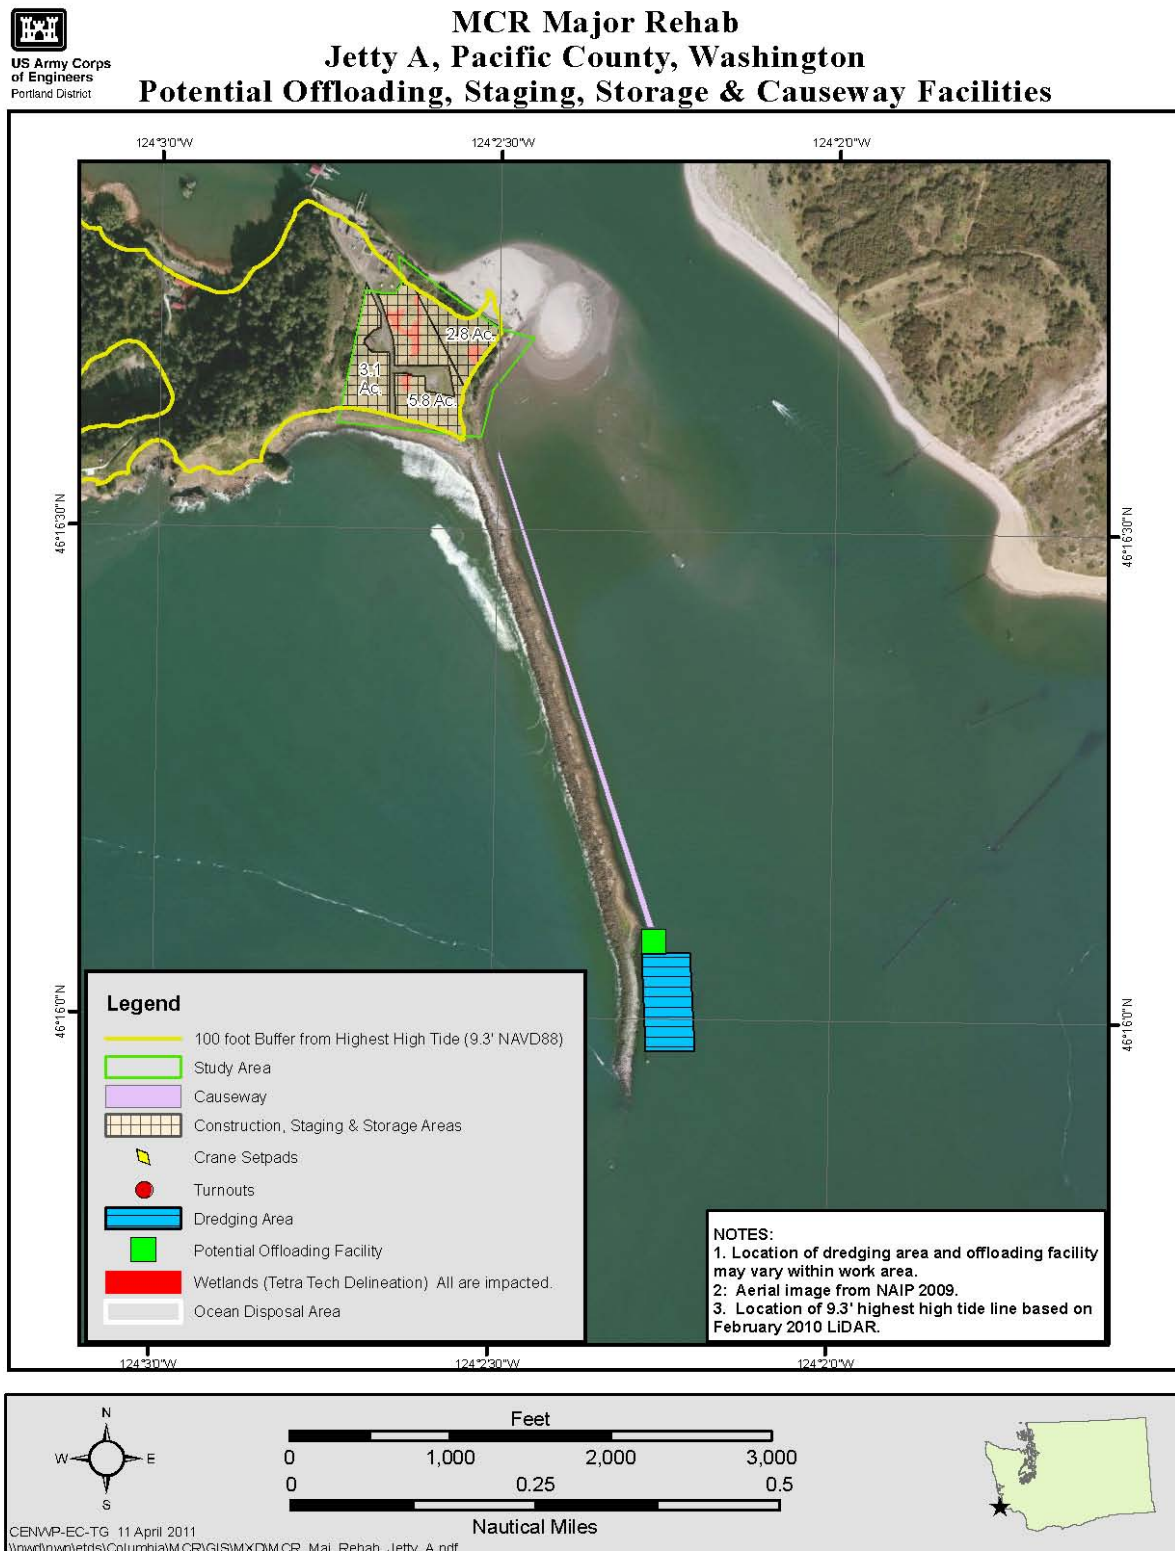 US Army Corps
of Engineers
Portland District
MCR Major Rehab
Jetty A, Pacific County, Washington
Potential Offloading, Staging, Storage & Causeway Facilities
124°3'0"W
124°2'30"W
124°2'0"W
2.8 Ac.
3.1
Ac.
5.8 Ac.
46°16'30"N
46°16'30"N
46°16'0"N
46°16'0"N
Legend
100 foot Buffer from Highest High Tide (9.3' NAVD88)
Study Area
Causeway
Construction, Staging & Storage Areas
Crane Setpads
Turnouts
Dredging Area
Potential Offloading Facility
Wetlands (Tetra Tech Delineation)  All are impacted.
Ocean Disposal Area
NOTES:
1. Location of dredging area and offloading facility
may vary within work area.
2:  Aerial image from NAIP 2009.
3.  Location of 9.3' highest high tide line based on
February 2010 LiDAR.
124°3'0"W
124°2'30"W
124°2'0"W
N
W
E
S
Feet
0
1,000
2,000
3,000
0
0.25
0.5
Nautical Miles
CENWP-EC-TG  11 April 2011